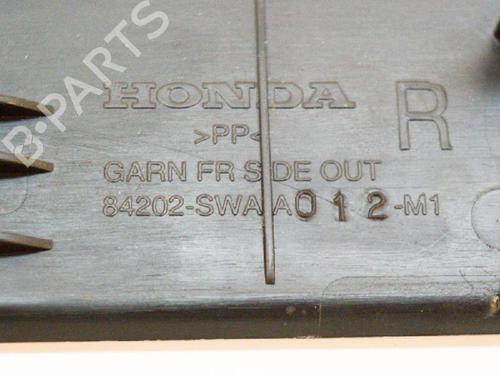 B-PARTS
HONDA
R
>PP<
GARN FR SIDE OUT
84202-SWA A012-M1